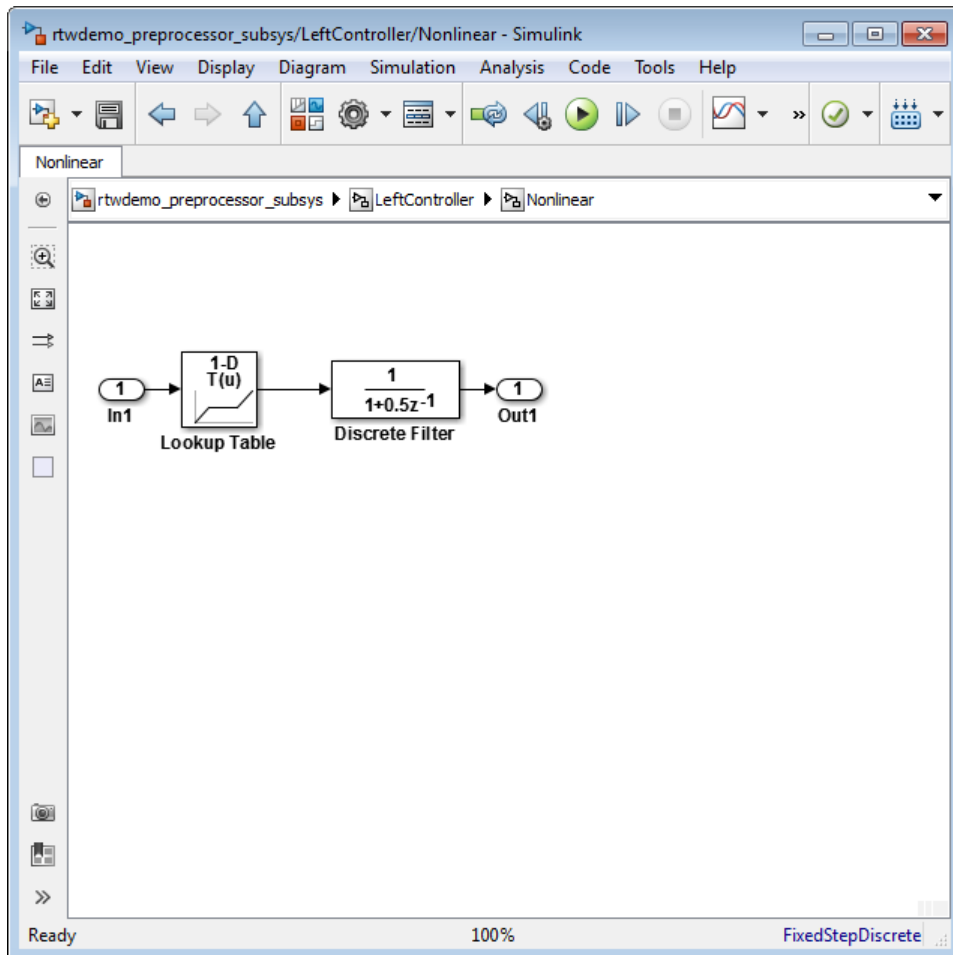 rtwdemo_preprocessor_subsys/LeftController/Nonlinear - Simulink
File Edit View Display Diagram Simulation Analysis Code Tools Help
»
Nonlinear
rtwdemo_preprocessor_subsys LeftController Nonlinear
1-D
T(u)
1
In1
Lookup Table
1
1+0.5z-1
Discrete Filter
1
Out1
Ready 100% FixedStepDiscrete